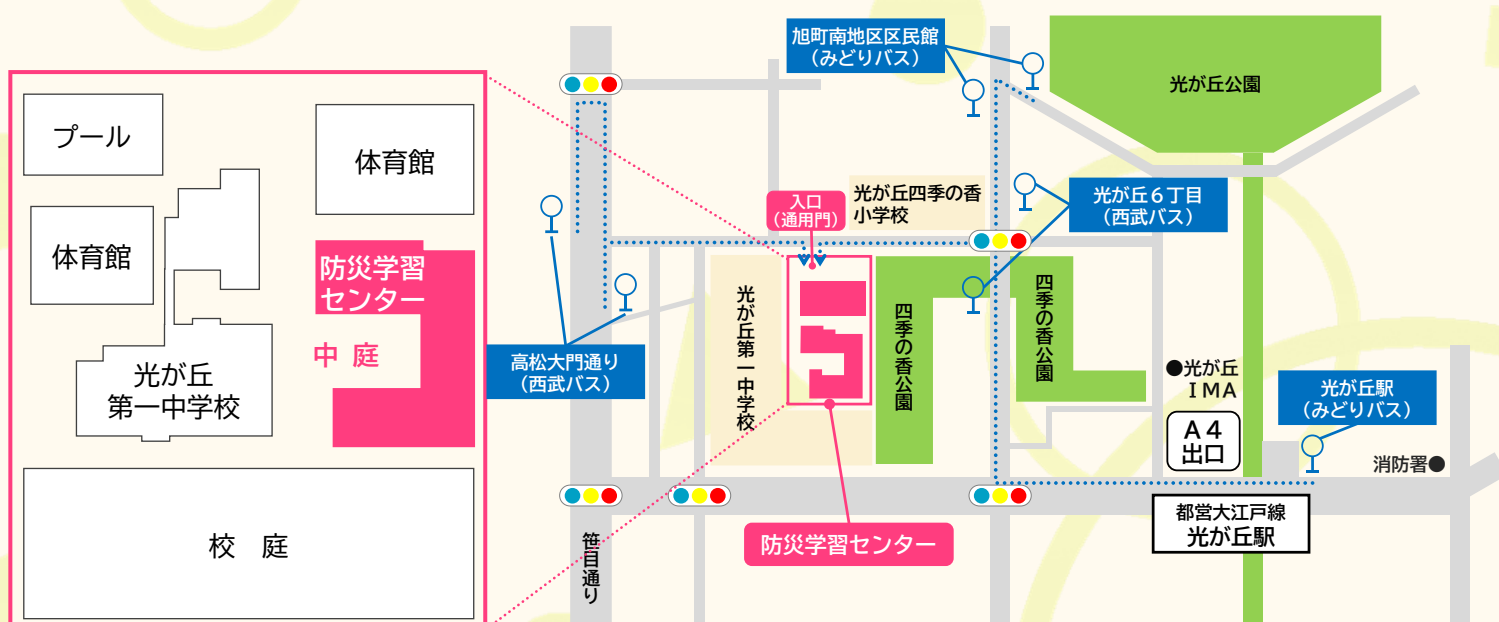 プール
体育館
体育館
防災学習
センター
中 庭
光が丘
第一中学校
校 庭
旭町南地区区民館
（みどりバス）
光が丘公園
入口
（通用門）
光が丘四季の香
小学校
光が丘６丁目
（西武バス）
高松大門通り
（西武バス）
光が丘第一中学校
四季の香公園
四季の香公園
●光が丘
ＩＭＡ
Ａ４
出口
光が丘駅
（みどりバス）
消防署●
都営大江戸線
光が丘駅
防災学習センター
笹目通り